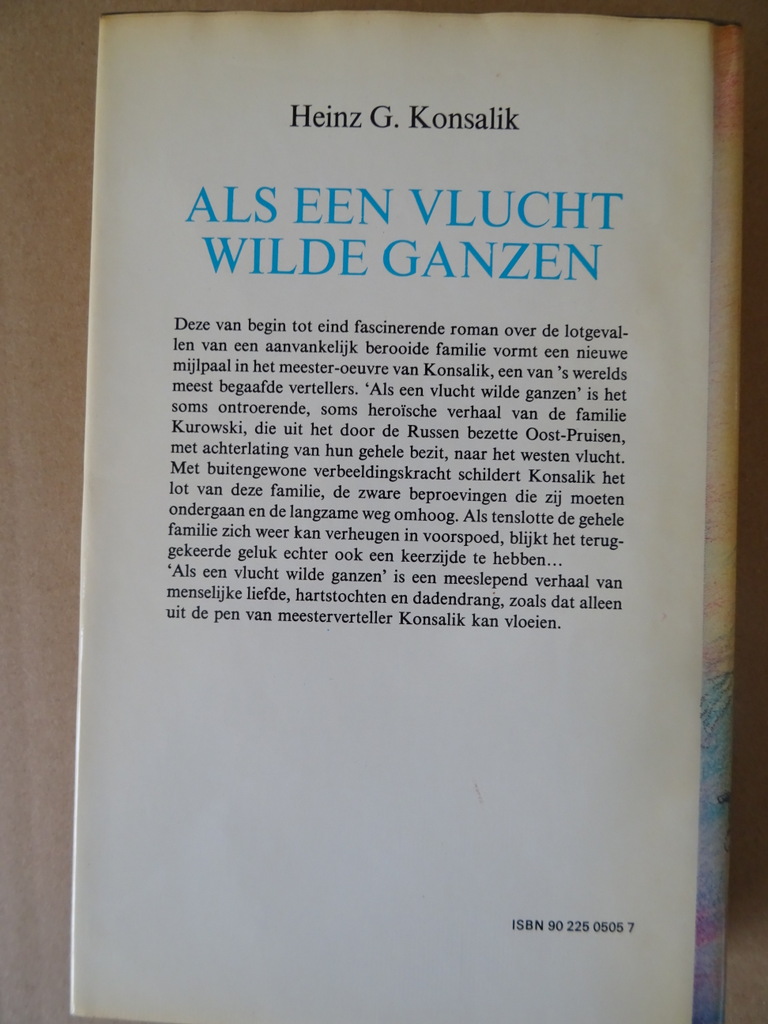 Heinz G. Konsalik
ALS EEN VLUCHT
WILDE GANZEN
Deze van begin tot eind fascinerende roman over de lotgeval-
len van een aanvankelijk berooide familie vormt een nieuwe
mijlpaal in het meester-oeuvre van Konsalik, een van 's werelds
meest begaafde vertellers. 'Als een vlucht wilde ganzen' is het
soms ontroerende, soms heroïsche verhaal van de familie
Kurowski, die uit het door de Russen bezette Oost-Pruisen,
met achterlating van hun gehele bezit, naar het westen vlucht.
Met buitengewone verbeeldingskracht schildert Konsalik het
lot van deze familie, de zware beproevingen die zij moeten
ondergaan en de langzame weg omhoog. Als tenslotte de gehele
familie zich weer kan verheugen in voorspoed, blijkt het terug-
gekeerde geluk echter ook een keerzijde te hebben...
'Als een vlucht wilde ganzen' is een meeslepend verhaal van
menselijke liefde, hartstochten en dadendrang, zoals dat alleen
uit de pen van meesterverteller Konsalik kan vloeien.
ISBN 90 225 0505 7